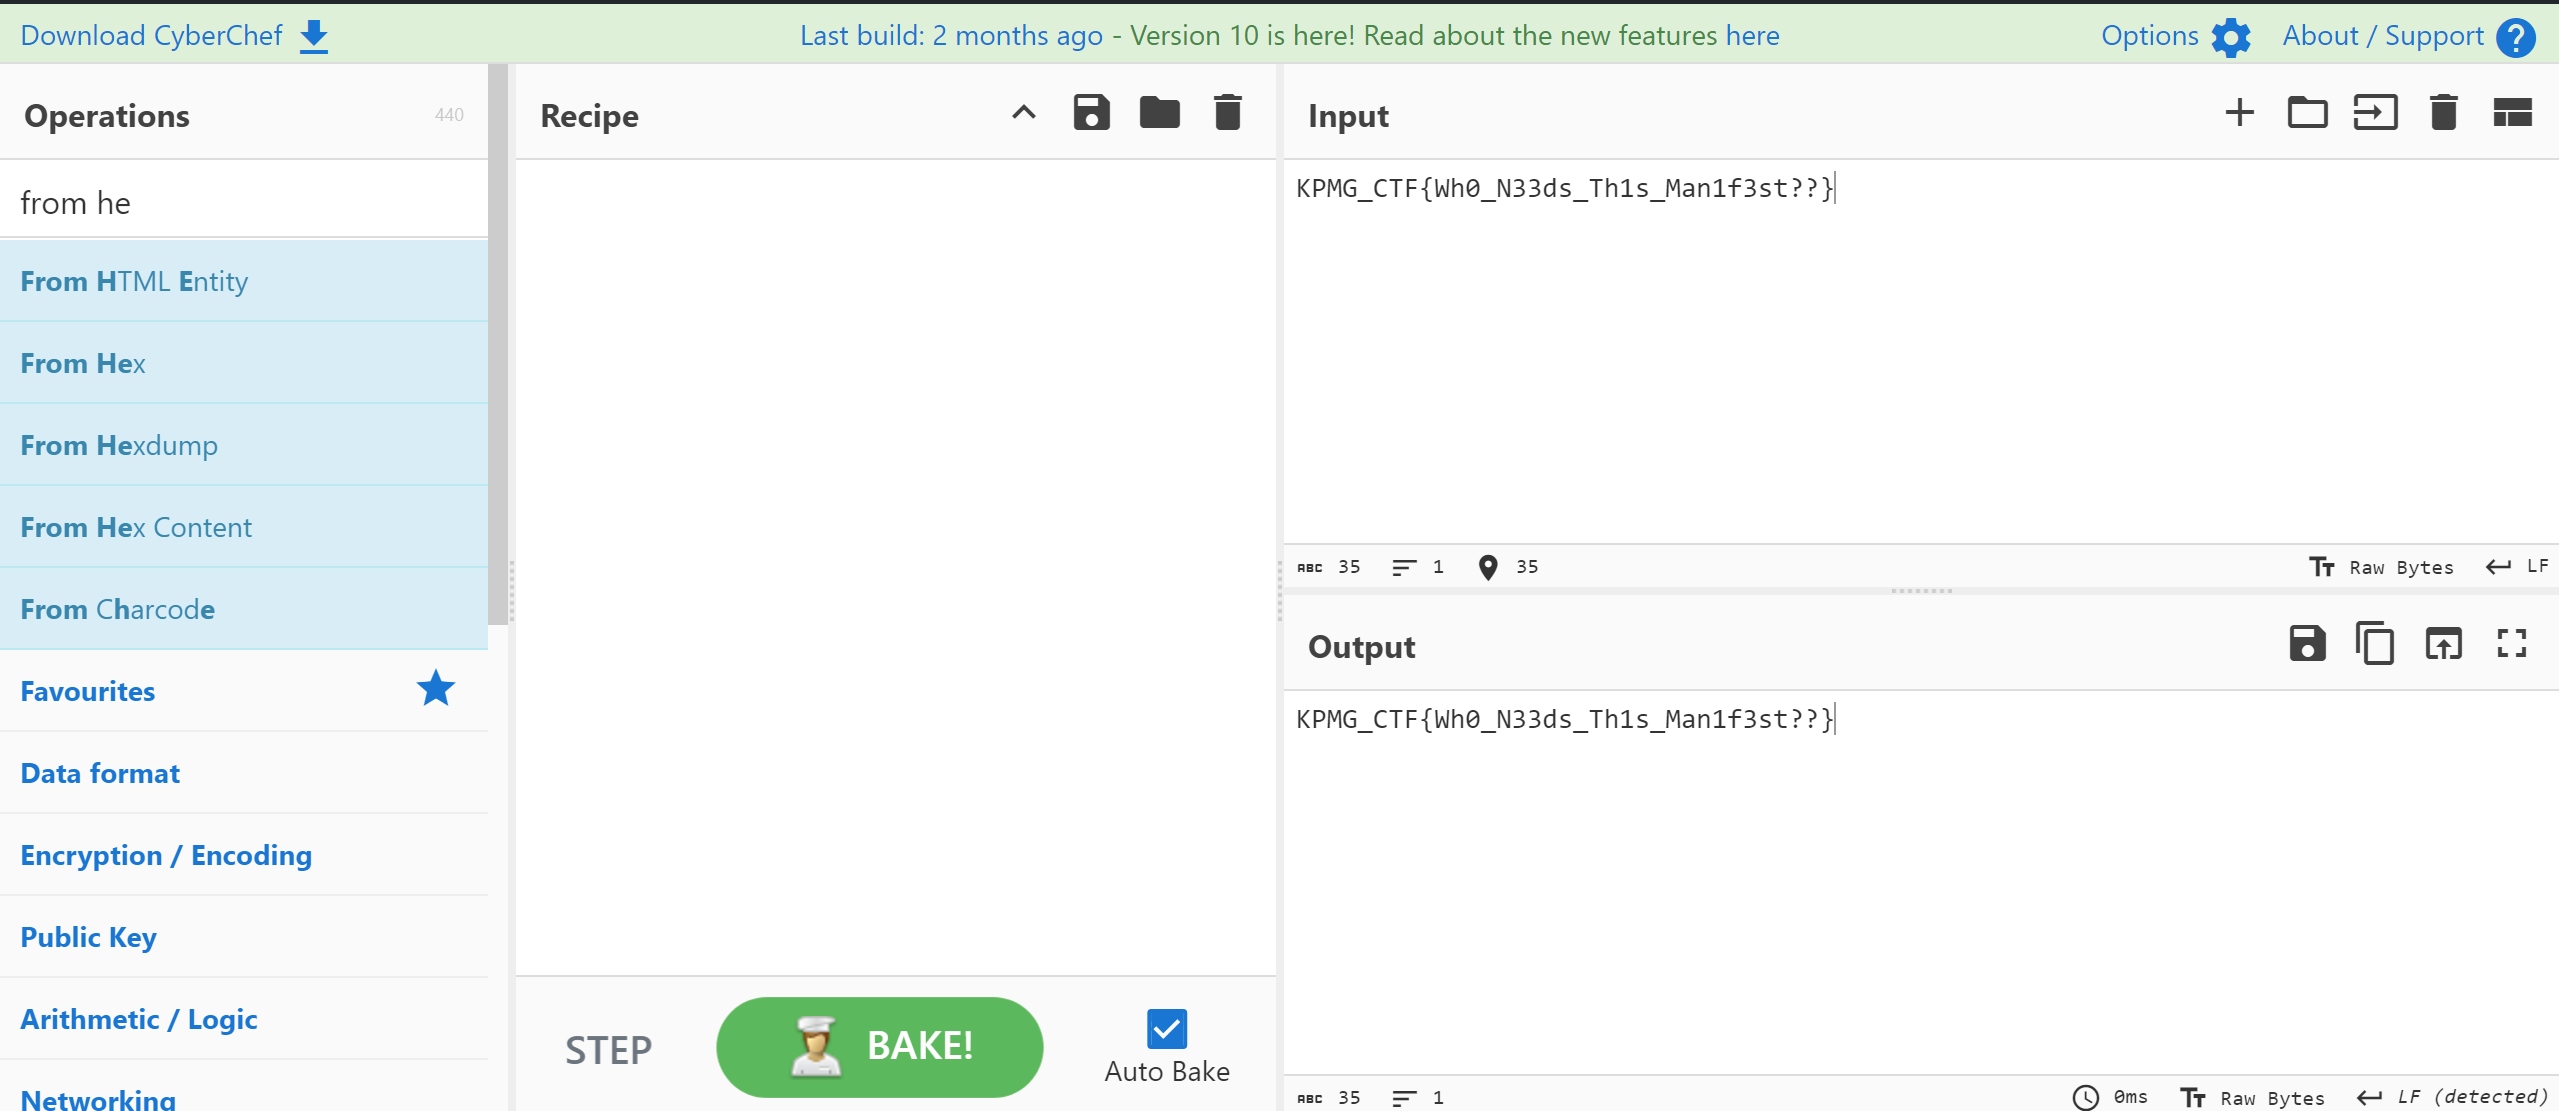 Download CyberChef
Last build: 2 months ago - Version 10 is here! Read about the new features here
Options
About / Support
Operations
440
from he
From HTML Entity
From Hex
From Hexdump
From Hex Content
From Charcode
Favourites
Data format
Encryption / Encoding
Public Key
Arithmetic / Logic
Networking
Recipe
STEP
BAKE!
Auto Bake
Input
KPMG_CTF{Wh0_N33ds_Th1s_Man1f3st??}
ABC 35 1 35
Tт Raw Bytes LF
Output
KPMG_CTF{Wh0_N33ds_Th1s_Man1f3st??}
ABC 35 1
0ms Tт Raw Bytes LF (detected)